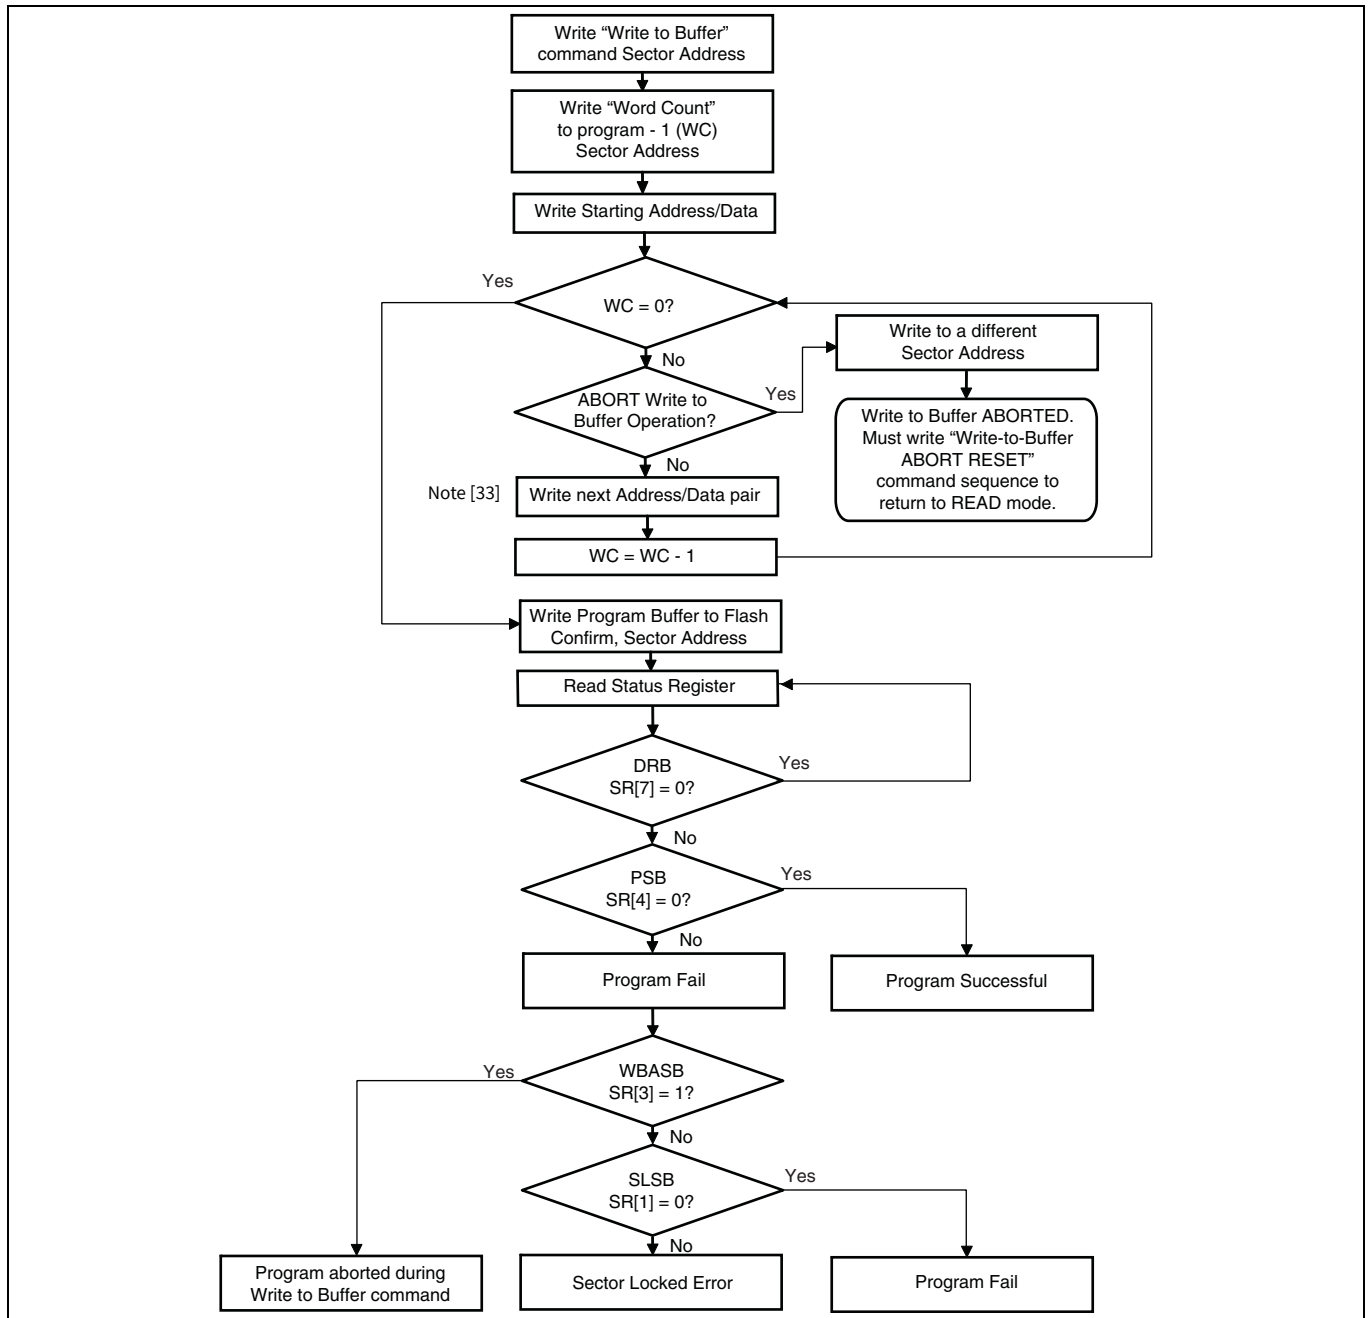 Write “Write to Buffer”
command Sector Address
Write “Word Count”
to program - 1 (WC)
Sector Address
Write Starting Address/Data
Yes
WC = 0?
No
Write to a different
Sector Address
ABORT Write to
Buffer Operation?
Yes
No
Write to Buffer ABORTED.
Must write “Write-to-Buffer
ABORT RESET”
command sequence to
return to READ mode.
Note [33]
Write next Address/Data pair
WC = WC - 1
Write Program Buffer to Flash
Confirm, Sector Address
Read Status Register
DRB
SR[7] = 0?
Yes
No
PSB
SR[4] = 0?
Yes
No
Program Fail
Program Successful
Yes
WBASB
SR[3] = 1?
No
SLSB
SR[1] = 0?
Yes
No
Program aborted during
Write to Buffer command
Sector Locked Error
Program Fail